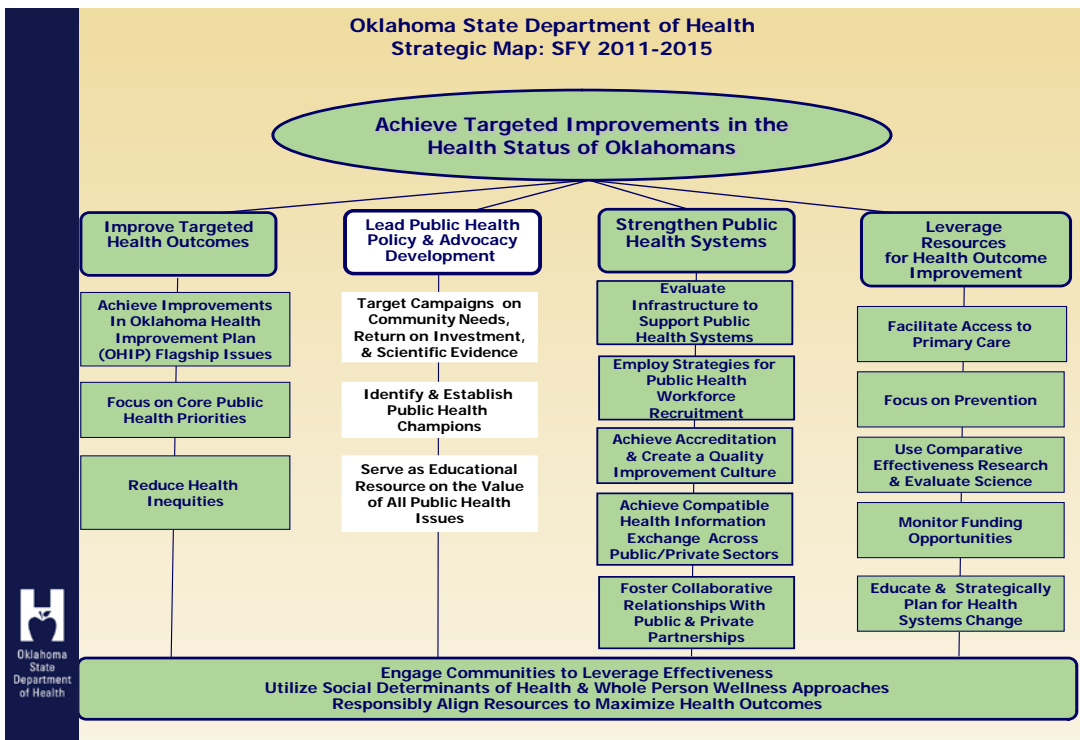 Oklahoma State Department of Health
Strategic Map: SFY 2011-2015
Achieve Targeted Improvements in the
Health Status of Oklahomans
Improve Targeted
Health Outcomes
Achieve Improvements
In Oklahoma Health
Improvement Plan
(OHIP) Flagship Issues
Focus on Core Public
Health Priorities
Reduce Health
Inequities
Lead Public Health
Policy & Advocacy
Development
Target Campaigns on
Community Needs,
Return on Investment,
& Scientific Evidence
Identify & Establish
Public Health
Champions
Serve as Educational
Resource on the Value
of All Public Health
Issues
Strengthen Public
Health Systems
Evaluate
Infrastructure to
Support Public
Health Systems
Employ Strategies for
Public Health
Workforce
Recruitment
Achieve Accreditation
& Create a Quality
Improvement Culture
Achieve Compatible
Health Information
Exchange Across
Public/Private Sectors
Foster Collaborative
Relationships With
Public & Private
Partnerships
Leverage
Resources
for Health Outcome
Improvement
Facilitate Access to
Primary Care
Focus on Prevention
Use Comparative
Effectiveness Research
& Evaluate Science
Monitor Funding
Opportunities
Educate & Strategically
Plan for Health
Systems Change
Engage Communities to Leverage Effectiveness
Utilize Social Determinants of Health & Whole Person Wellness Approaches
Responsibly Align Resources to Maximize Health Outcomes
Oklahoma
State
Department
of Health